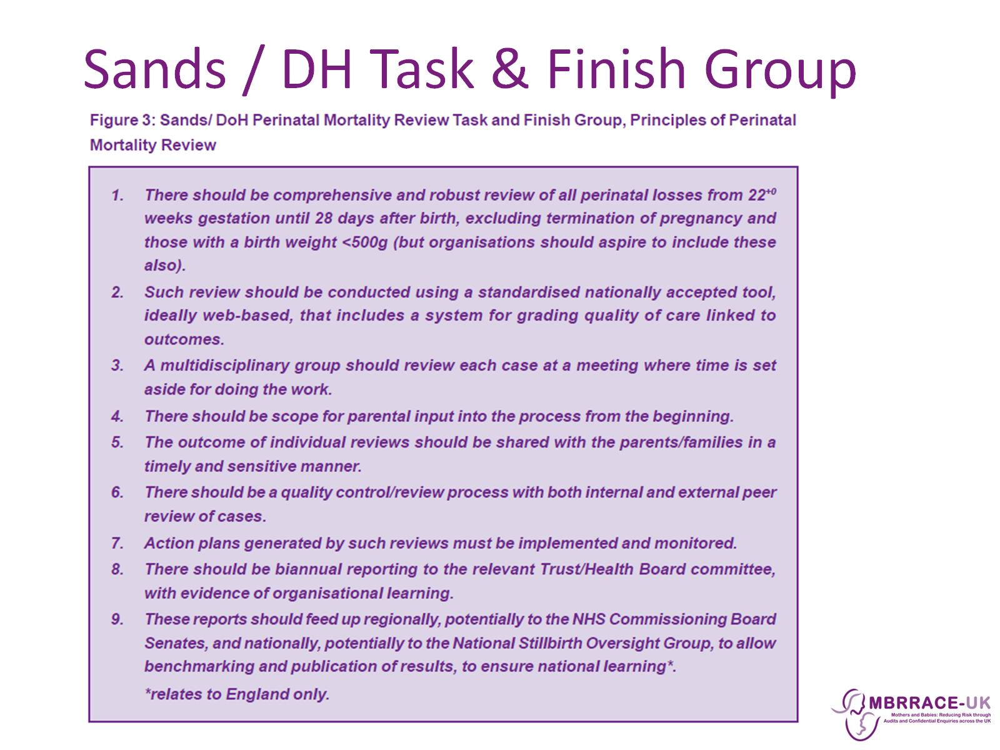 Sands / DH Task & Finish Group
Figure 3: Sands/ DoH Perinatal Mortality Review Task and Finish Group, Principles of Perinatal
Mortality Review
1. There should be comprehensive and robust review of all perinatal losses from 22+0
weeks gestation until 28 days after birth, excluding termination of pregnancy and
those with a birth weight <500g (but organisations should aspire to include these
also).
2. Such review should be conducted using a standardised nationally accepted tool,
ideally web-based, that includes a system for grading quality of care linked to
outcomes.
3. A multidisciplinary group should review each case at a meeting where time is set
aside for doing the work.
4. There should be scope for parental input into the process from the beginning.
5. The outcome of individual reviews should be shared with the parents/families in a
timely and sensitive manner.
6. There should be a quality control/review process with both internal and external peer
review of cases.
7. Action plans generated by such reviews must be implemented and monitored.
8. There should be biannual reporting to the relevant Trust/Health Board committee,
with evidence of organisational learning.
9. These reports should feed up regionally, potentially to the NHS Commissioning Board
Senates, and nationally, potentially to the National Stillbirth Oversight Group, to allow
benchmarking and publication of results, to ensure national learning*.
*relates to England only.
MBRRACE-UK
Mothers and Babies: Reducing Risk through
Audits and Confidential Enquiries across the UK